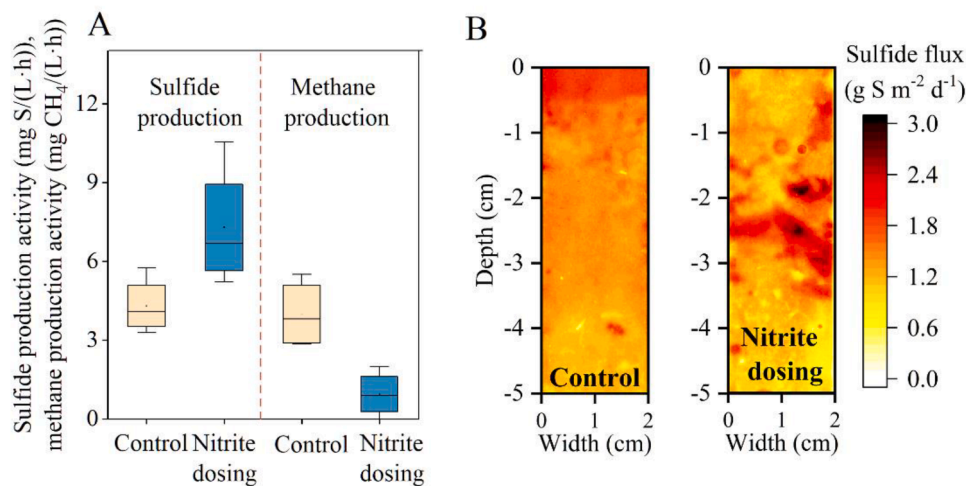 A
Sulfide production activity (mg S/(L·h)),
methane production activity (mg CH₄/(L·h))
12
9
6
3
0
Sulfide
production
Methane
production
Control
Nitrite
dosing
Control
Nitrite
dosing
B
Depth (cm)
0
-1
-2
-3
-4
-5
Control
0 1 2
Width (cm)
0
-1
-2
-3
-4
-5
Nitrite
dosing
0 1 2
Width (cm)
Sulfide flux
(g S m⁻² d⁻¹)
3.0
2.4
1.8
1.2
0.6
0.0